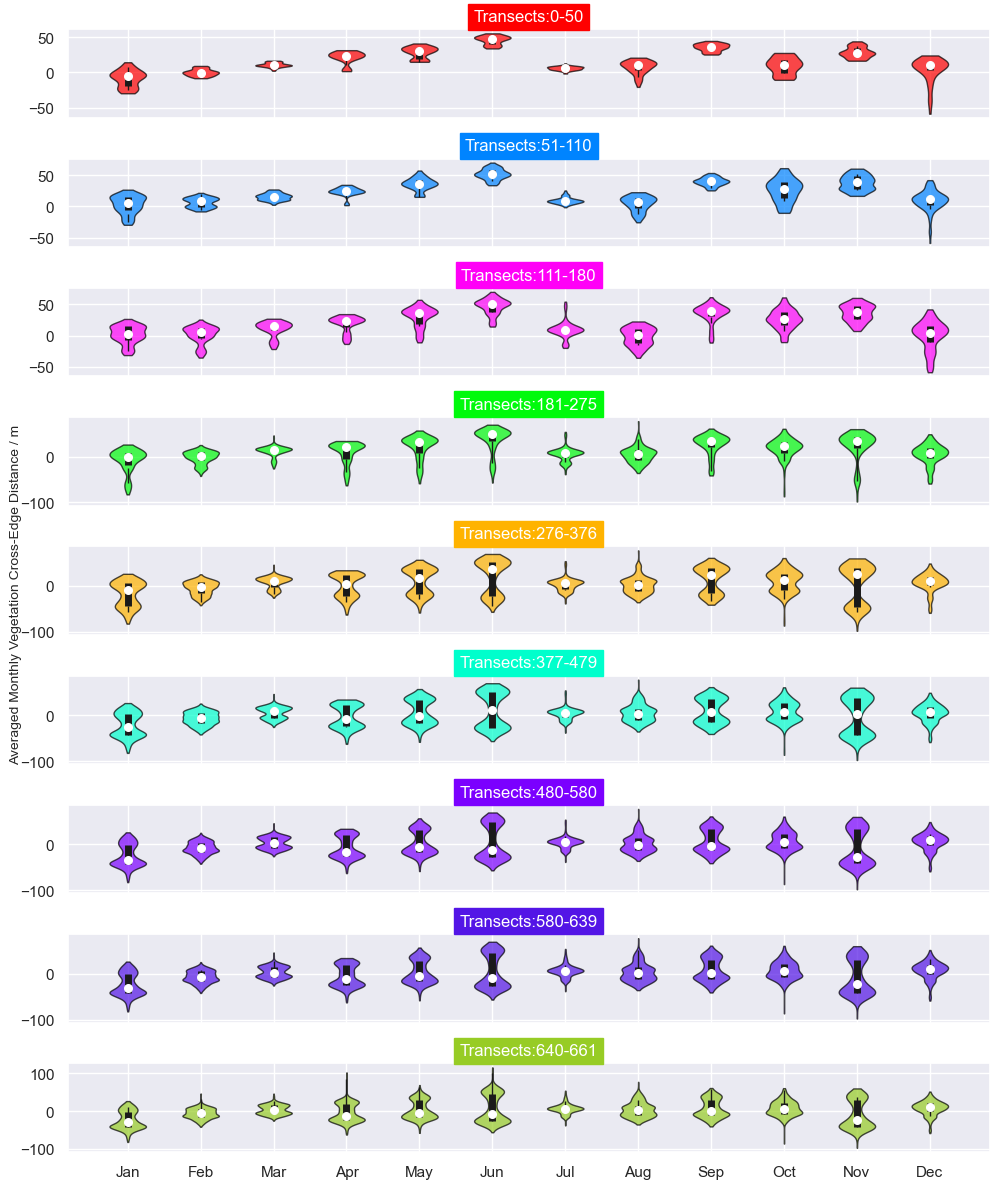 Transects:0-50
50
0
−50
Transects:51-110
50
0
−50
Transects:111-180
50
0
−50
Transects:181-275
0
−100
Transects:276-376
0
−100
Transects:377-479
0
−100
Transects:480-580
0
−100
Transects:580-639
0
−100
Transects:640-661
100
0
−100
Averaged Monthly Vegetation Cross-Edge Distance / m
Jan Feb Mar Apr May Jun Jul Aug Sep Oct Nov Dec